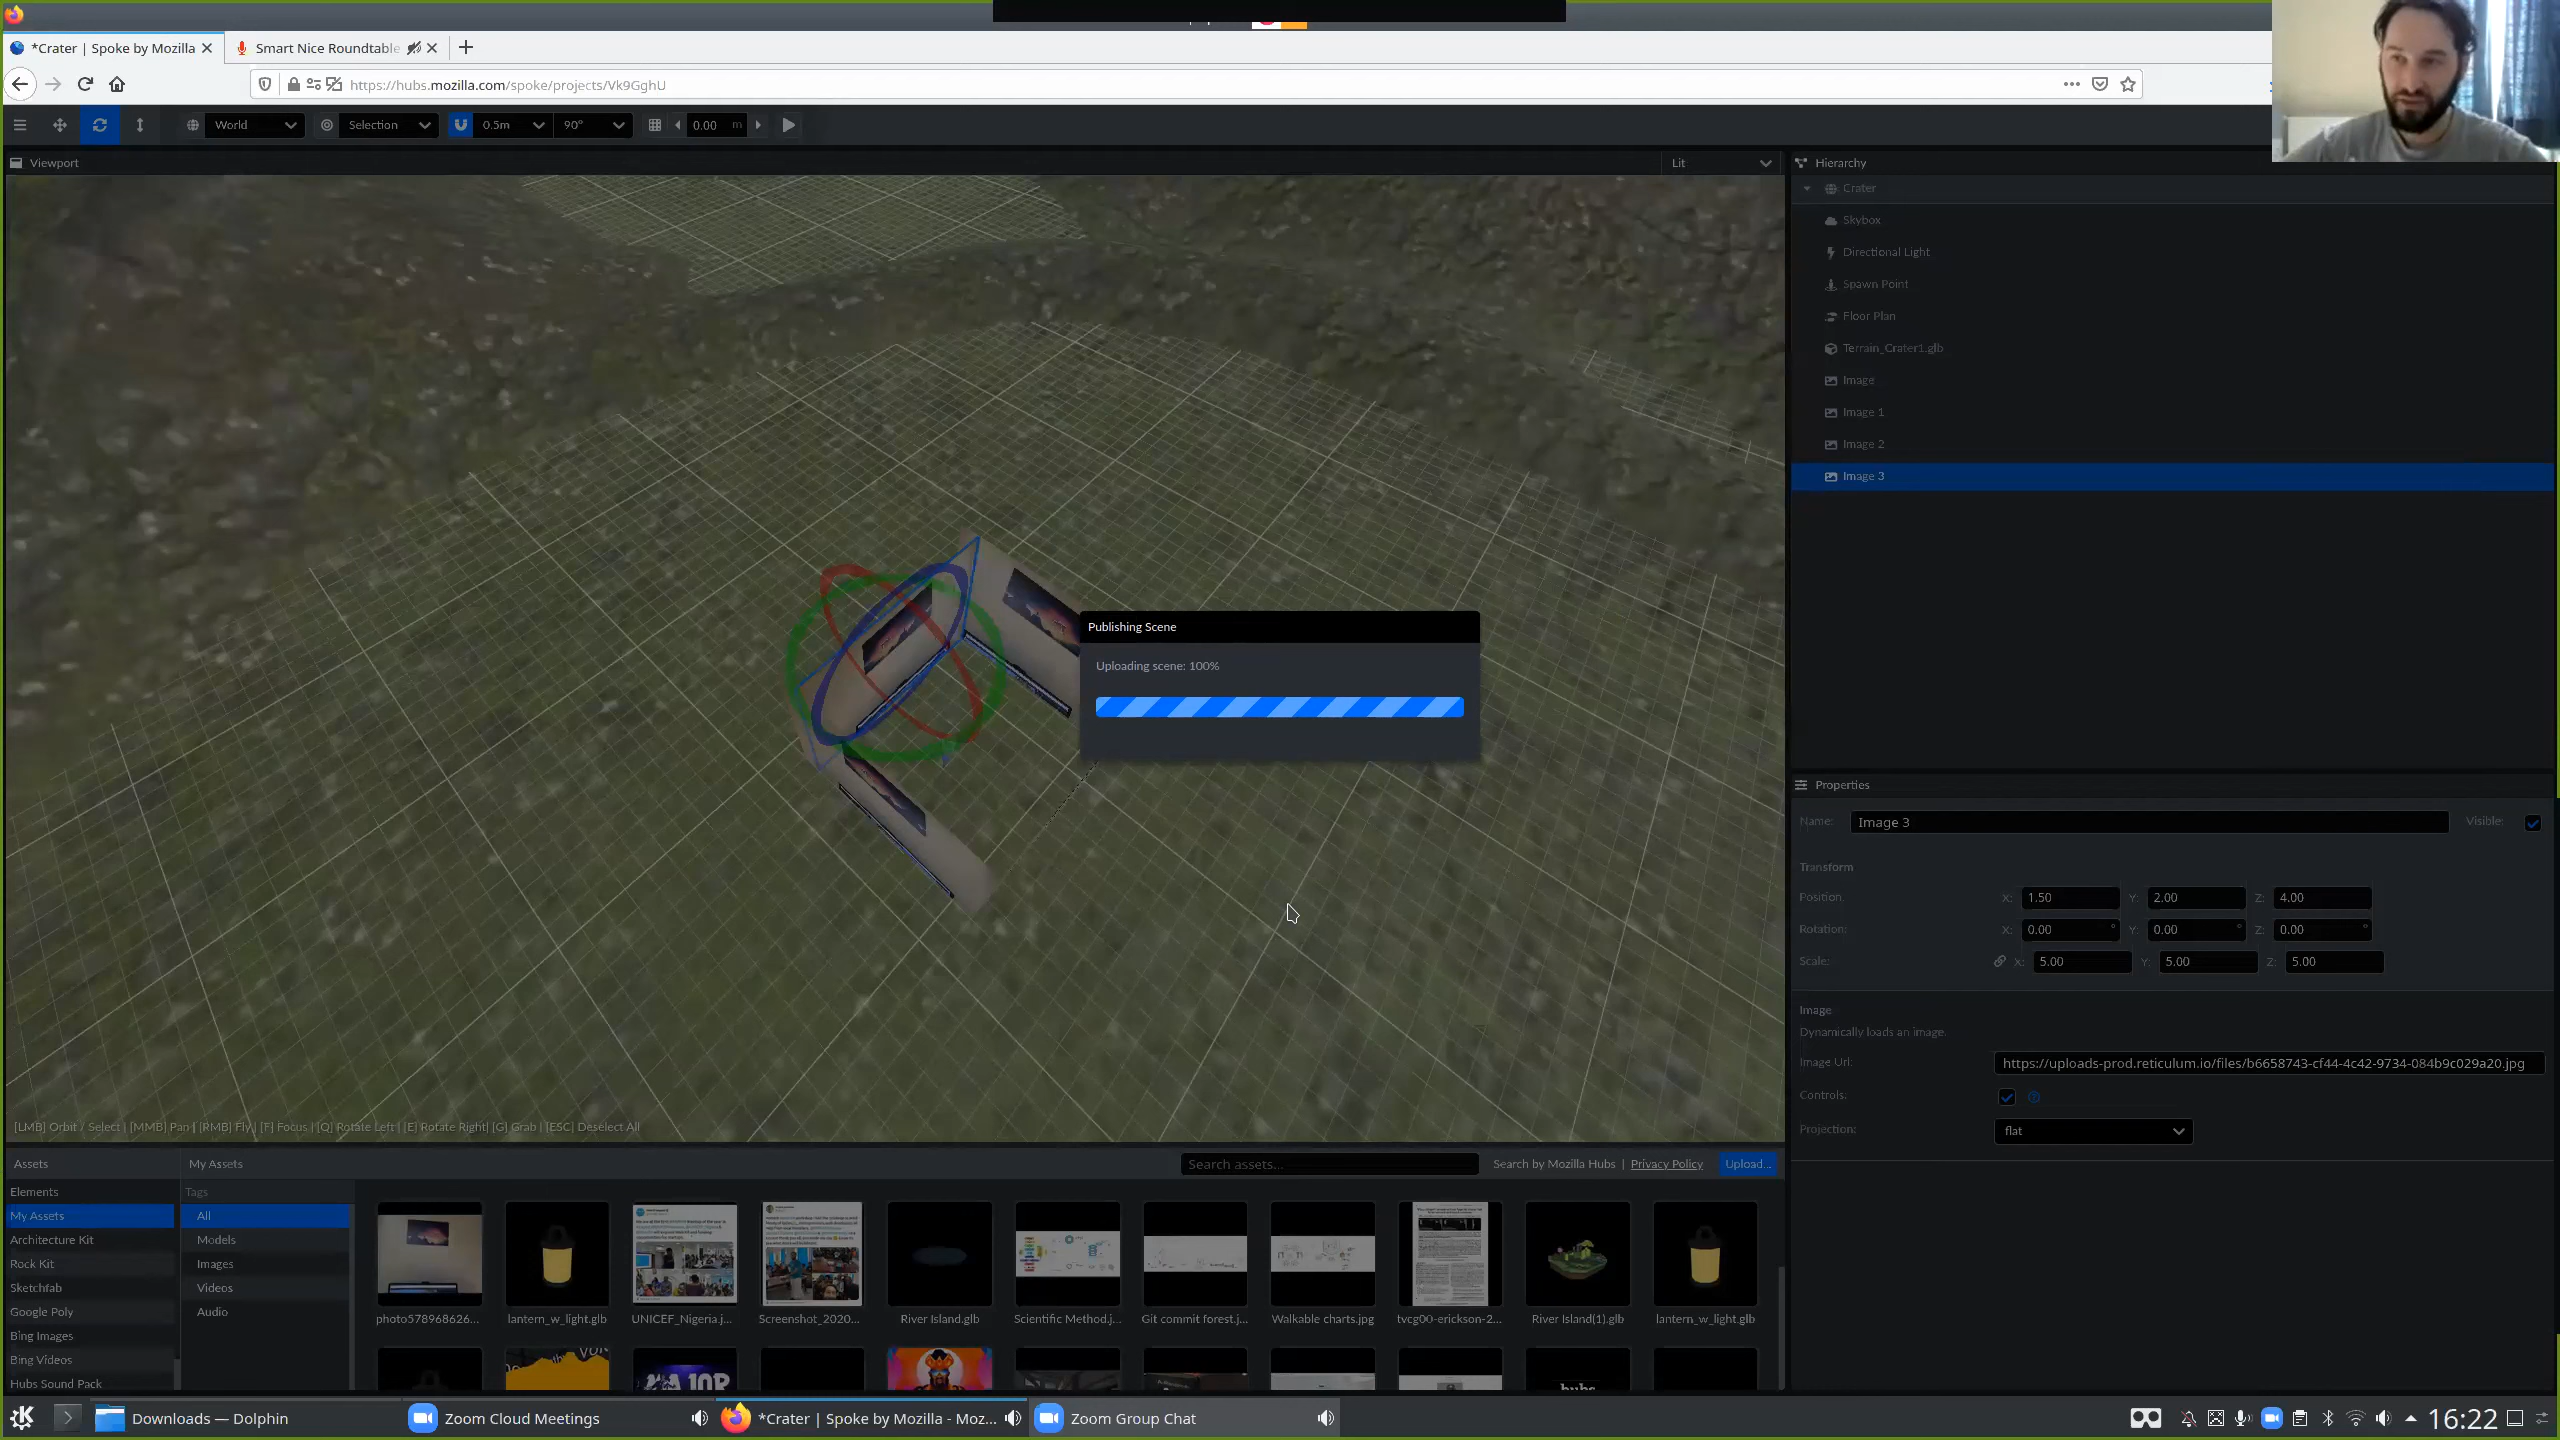 *Crater | Spoke by Mozilla
Smart Nice Roundtable
https://hubs.mozilla.com/spoke/projects/Vk9GghU
World
Selection
0.5m
90°
0.00 m
Viewport
Lit
Hierarchy
Crater
Skybox
Directional Light
Spawn Point
Floor Plan
Terrain_Crater1.glb
Image
Image 1
Image 2
Image 3
Publishing Scene
Uploading scene: 100%
Properties
Name: Image 3 Visible:
Transform
Position: X: 1.50 Y: 2.00 Z: 4.00
Rotation: X: 0.00 ° Y: 0.00 ° Z: 0.00 °
Scale: X: 5.00 Y: 5.00 Z: 5.00
Image
Dynamically loads an image.
Image Url: https://uploads-prod.reticulum.io/files/b6658743-cf44-4c42-9734-084b9c029a20.jpg
Controls:
Projection: flat
[LMB] Orbit / Select | [MMB] Pan | [RMB] Fly | [F] Focus | [Q] Rotate Left | [E] Rotate Right | [G] Grab | [ESC] Deselect All
Assets
My Assets
Search assets...
Search by Mozilla Hubs | Privacy Policy
Upload...
Elements
My Assets
Architecture Kit
Rock Kit
Sketchfab
Google Poly
Bing Images
Bing Videos
Hubs Sound Pack
Tags
All
Models
Images
Videos
Audio
photo578968626...
lantern_w_light.glb
UNICEF_Nigeria.j...
Screenshot_2020...
River Island.glb
Scientific Method.j...
Git commit forest.j...
Walkable charts.jpg
tvcg00-erickson-2...
River Island(1).glb
lantern_w_light.glb
Downloads — Dolphin
Zoom Cloud Meetings
*Crater | Spoke by Mozilla - Moz...
Zoom Group Chat
16:22